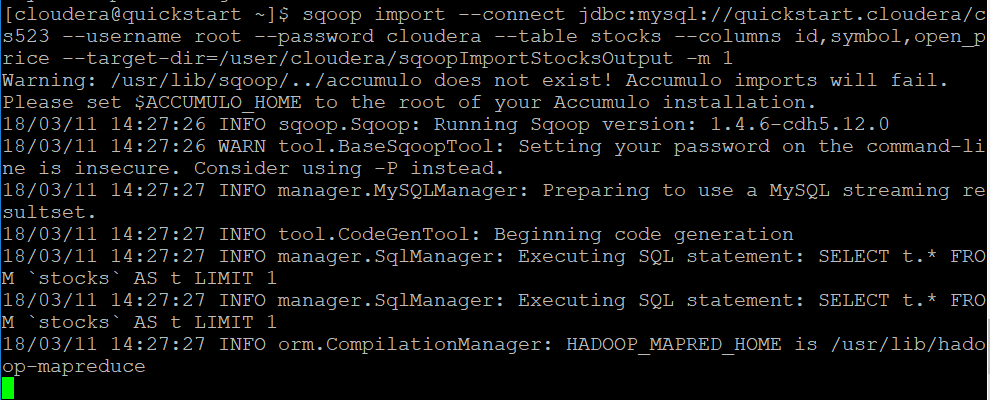 [cloudera@quickstart ~]$ sqoop import --connect jdbc:mysql://quickstart.cloudera/c
s523 --username root --password cloudera --table stocks --columns id,symbol,open_p
rice --target-dir=/user/cloudera/sqoopImportStocksOutput -m 1
Warning: /usr/lib/sqoop/../accumulo does not exist! Accumulo imports will fail.
Please set $ACCUMULO_HOME to the root of your Accumulo installation.
18/03/11 14:27:26 INFO sqoop.Sqoop: Running Sqoop version: 1.4.6-cdh5.12.0
18/03/11 14:27:26 WARN tool.BaseSqoopTool: Setting your password on the command-li
ne is insecure. Consider using -P instead.
18/03/11 14:27:27 INFO manager.MySQLManager: Preparing to use a MySQL streaming re
sultset.
18/03/11 14:27:27 INFO tool.CodeGenTool: Beginning code generation
18/03/11 14:27:27 INFO manager.SqlManager: Executing SQL statement: SELECT t.* FRO
M `stocks` AS t LIMIT 1
18/03/11 14:27:27 INFO manager.SqlManager: Executing SQL statement: SELECT t.* FRO
M `stocks` AS t LIMIT 1
18/03/11 14:27:27 INFO orm.CompilationManager: HADOOP_MAPRED_HOME is /usr/lib/hado
op-mapreduce